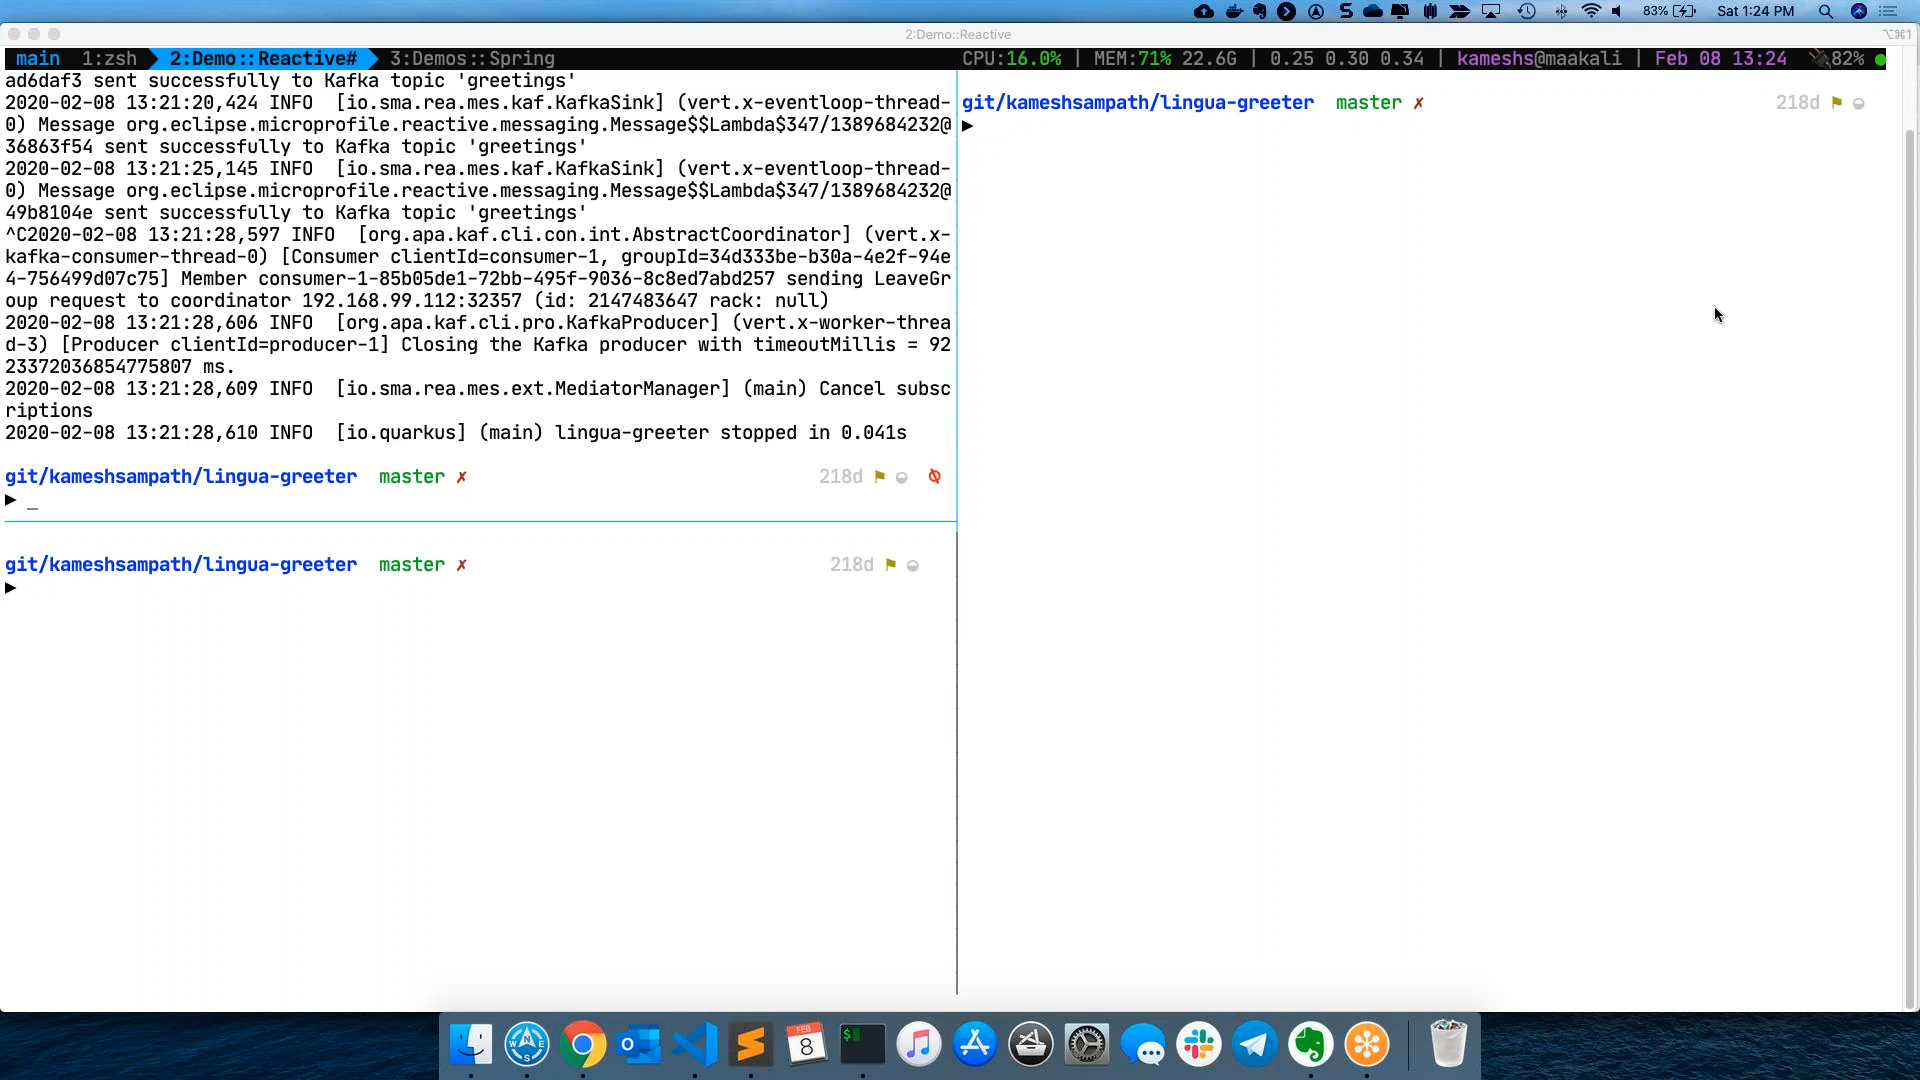 83% Sat 1:24 PM
2:Demo::Reactive
⌥⌘1
main 1:zsh 2:Demo::Reactive# 3:Demos::Spring
CPU:16.0% | MEM:71% 22.6G | 0.25 0.30 0.34 | kameshs@maakali | Feb 08 13:24 82%
ad6daf3 sent successfully to Kafka topic 'greetings'
2020-02-08 13:21:20,424 INFO  [io.sma.rea.mes.kaf.KafkaSink] (vert.x-eventloop-thread-
0) Message org.eclipse.microprofile.reactive.messaging.Message$$Lambda$347/1389684232@
36863f54 sent successfully to Kafka topic 'greetings'
2020-02-08 13:21:25,145 INFO  [io.sma.rea.mes.kaf.KafkaSink] (vert.x-eventloop-thread-
0) Message org.eclipse.microprofile.reactive.messaging.Message$$Lambda$347/1389684232@
49b8104e sent successfully to Kafka topic 'greetings'
^C2020-02-08 13:21:28,597 INFO  [org.apa.kaf.cli.con.int.AbstractCoordinator] (vert.x-
kafka-consumer-thread-0) [Consumer clientId=consumer-1, groupId=34d333be-b30a-4e2f-94e
4-756499d07c75] Member consumer-1-85b05de1-72bb-495f-9036-8c8ed7abd257 sending LeaveGr
oup request to coordinator 192.168.99.112:32357 (id: 2147483647 rack: null)
2020-02-08 13:21:28,606 INFO  [org.apa.kaf.cli.pro.KafkaProducer] (vert.x-worker-threa
d-3) [Producer clientId=producer-1] Closing the Kafka producer with timeoutMillis = 92
23372036854775807 ms.
2020-02-08 13:21:28,609 INFO  [io.sma.rea.mes.ext.MediatorManager] (main) Cancel subsc
riptions
2020-02-08 13:21:28,610 INFO  [io.quarkus] (main) lingua-greeter stopped in 0.041s
git/kameshsampath/lingua-greeter master ✗ 218d
▶ _
git/kameshsampath/lingua-greeter master ✗ 218d
▶
git/kameshsampath/lingua-greeter master ✗ 218d
▶
FEB
8